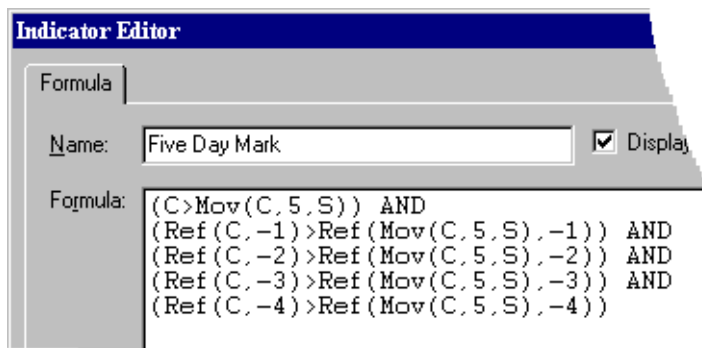 Indicator Editor
Formula
Name: Five Day Mark Display
Formula: (C>Mov(C,5,S)) AND
(Ref(C,-1)>Ref(Mov(C,5,S),-1)) AND
(Ref(C,-2)>Ref(Mov(C,5,S),-2)) AND
(Ref(C,-3)>Ref(Mov(C,5,S),-3)) AND
(Ref(C,-4)>Ref(Mov(C,5,S),-4))